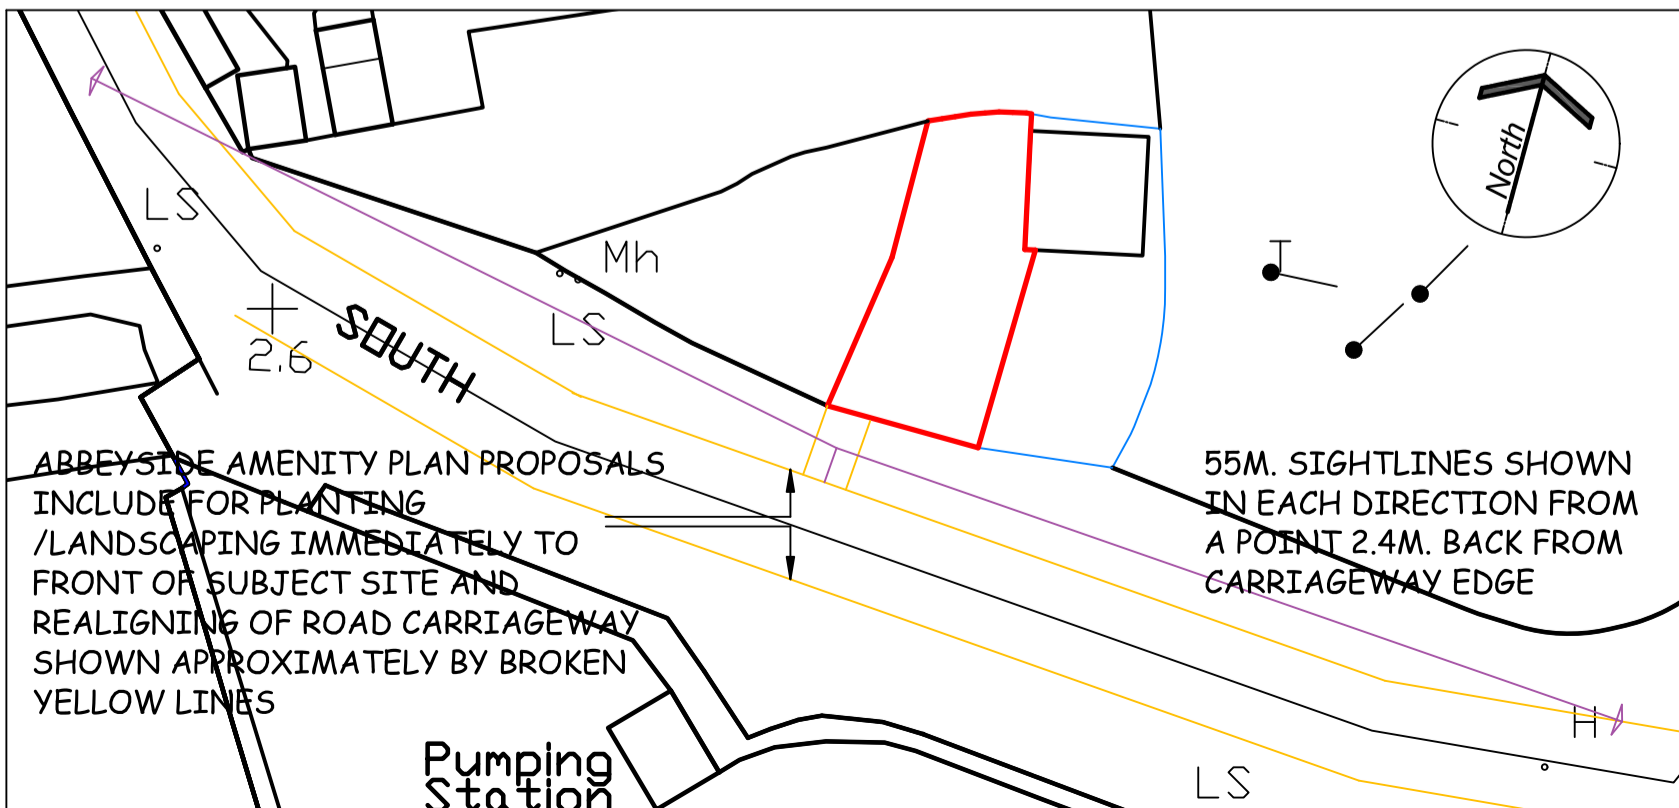 North
LS
Mh
T
LS
SOUTH
2.6
ABBEYSIDE AMENITY PLAN PROPOSALS
INCLUDE FOR PLANTING
/LANDSCAPING IMMEDIATELY TO
FRONT OF SUBJECT SITE AND
REALIGNING OF ROAD CARRIAGEWAY
SHOWN APPROXIMATELY BY BROKEN
YELLOW LINES
55M. SIGHTLINES SHOWN
IN EACH DIRECTION FROM
A POINT 2.4M. BACK FROM
CARRIAGEWAY EDGE
H
Pumping
Station
LS